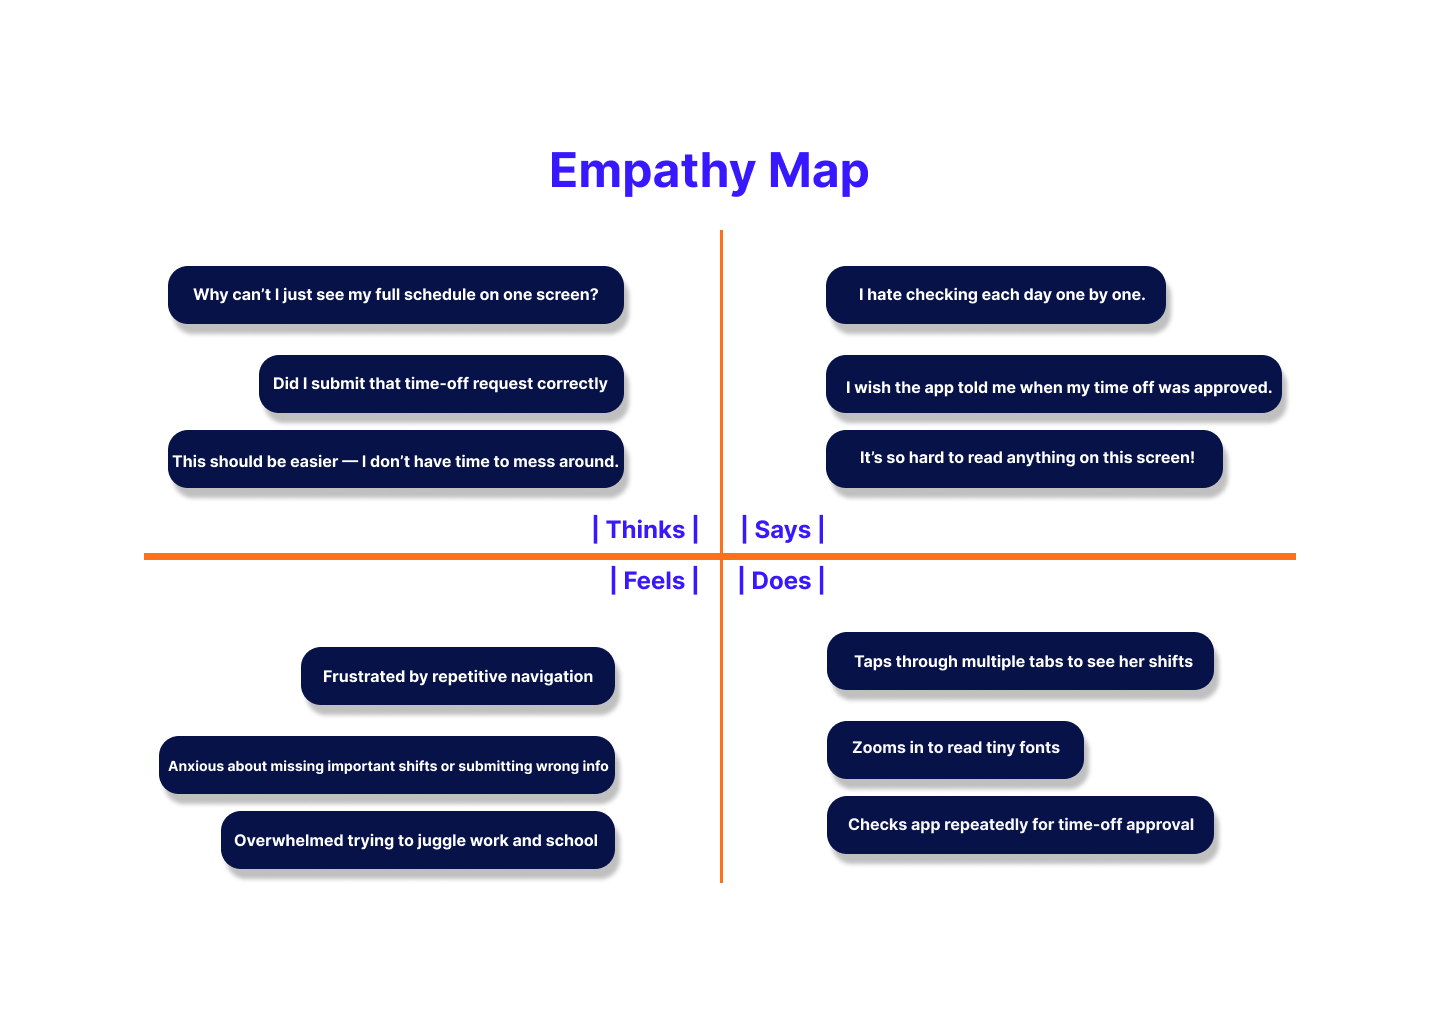 Empathy Map
Why can’t I just see my full schedule on one screen?
Did I submit that time-off request correctly
This should be easier — I don’t have time to mess around.
| Thinks |
I hate checking each day one by one.
I wish the app told me when my time off was approved.
It’s so hard to read anything on this screen!
| Says |
| Feels |
Frustrated by repetitive navigation
Anxious about missing important shifts or submitting wrong info
Overwhelmed trying to juggle work and school
| Does |
Taps through multiple tabs to see her shifts
Zooms in to read tiny fonts
Checks app repeatedly for time-off approval